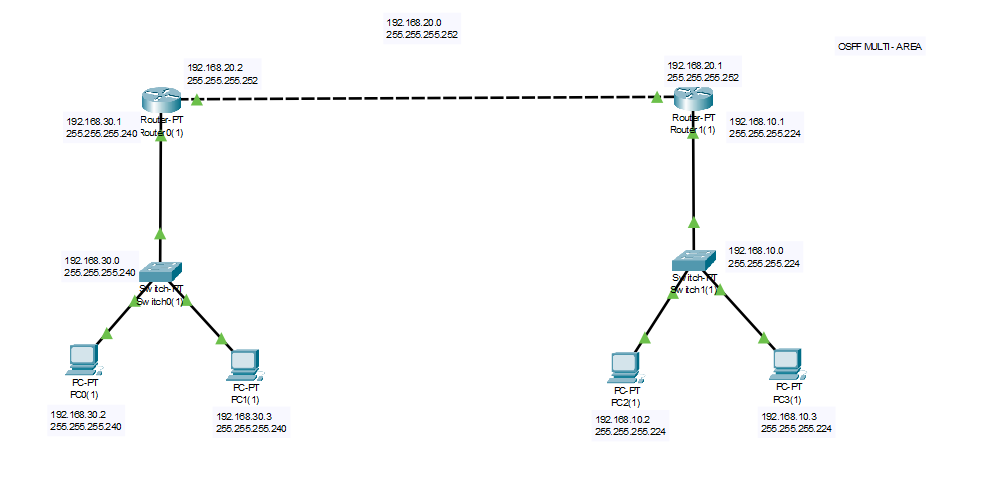 192.168.20.0
255.255.255.252
OSPF MULTI - AREA
192.168.20.2
255.255.255.252
192.168.20.1
255.255.255.252
192.168.30.1
255.255.255.240
Router-PT
Router0(1)
Router-PT
Router1(1)
192.168.10.1
255.255.255.224
192.168.30.0
255.255.255.240
Switch-PT
Switch0(1)
192.168.10.0
255.255.255.224
Switch-PT
Switch1(1)
PC-PT
PC0(1)
PC-PT
PC1(1)
PC-PT
PC2(1)
PC-PT
PC3(1)
192.168.30.2
255.255.255.240
192.168.30.3
255.255.255.240
192.168.10.2
255.255.255.224
192.168.10.3
255.255.255.224